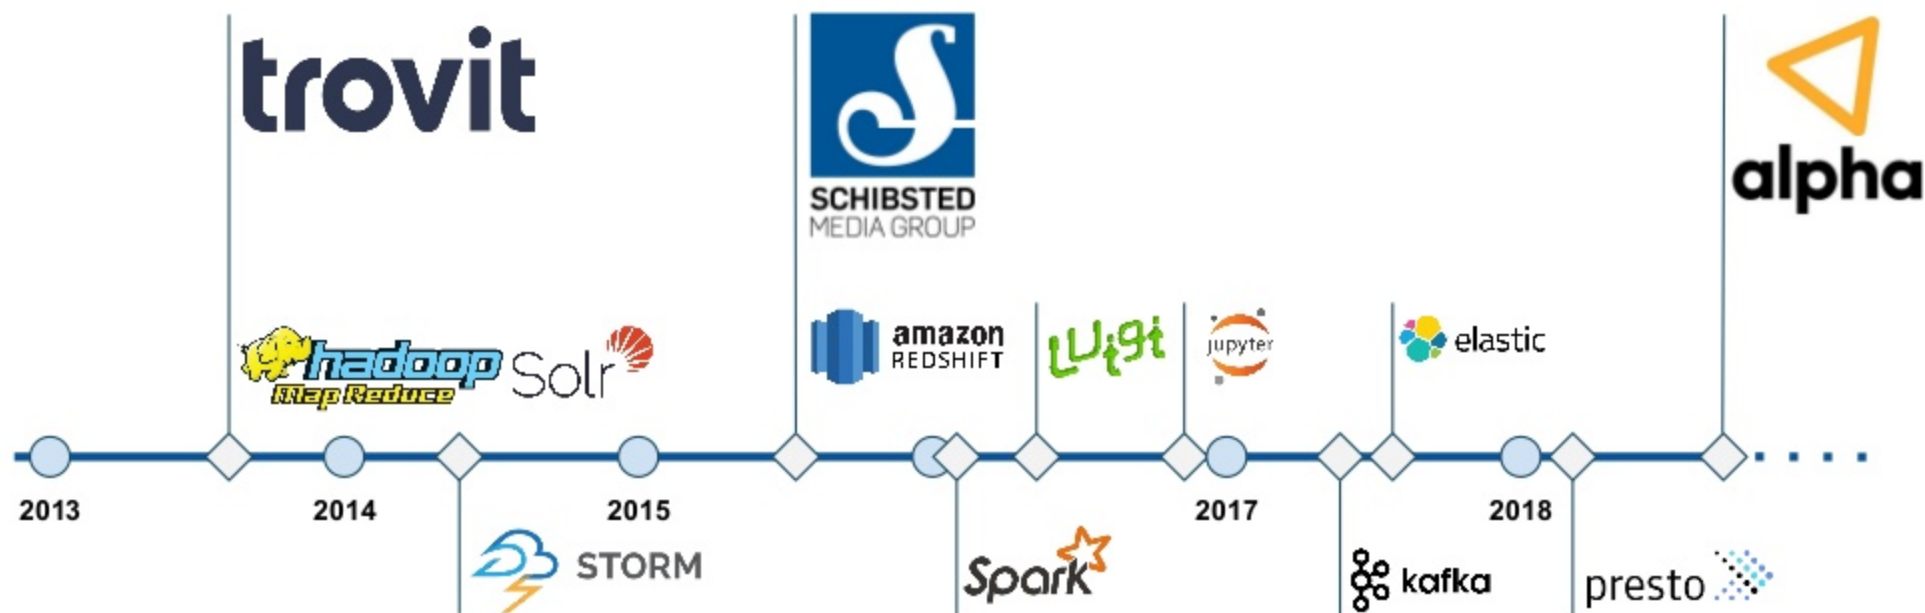 trovit
SCHIBSTED
MEDIA GROUP
alpha
hadoop
Map Reduce
Solr
amazon
REDSHIFT
LUigi
jupyter
elastic
2013
2014
2015
2017
2018
STORM
Spark
kafka
presto